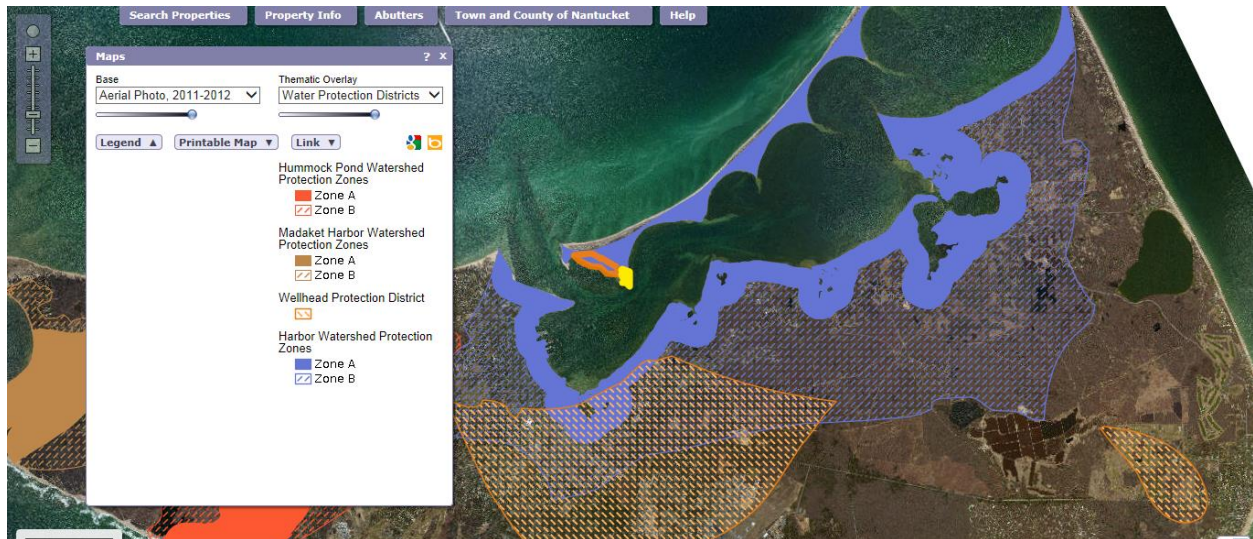 Search Properties
Property Info
Abutters
Town and County of Nantucket
Help
Maps
? x
Base
Thematic Overlay
Aerial Photo, 2011-2012
Water Protection Districts
Legend ▲
Printable Map ▼
Link ▼
Hummock Pond Watershed
Protection Zones
Zone A
Zone B
Madaket Harbor Watershed
Protection Zones
Zone A
Zone B
Wellhead Protection District
Harbor Watershed Protection
Zones
Zone A
Zone B